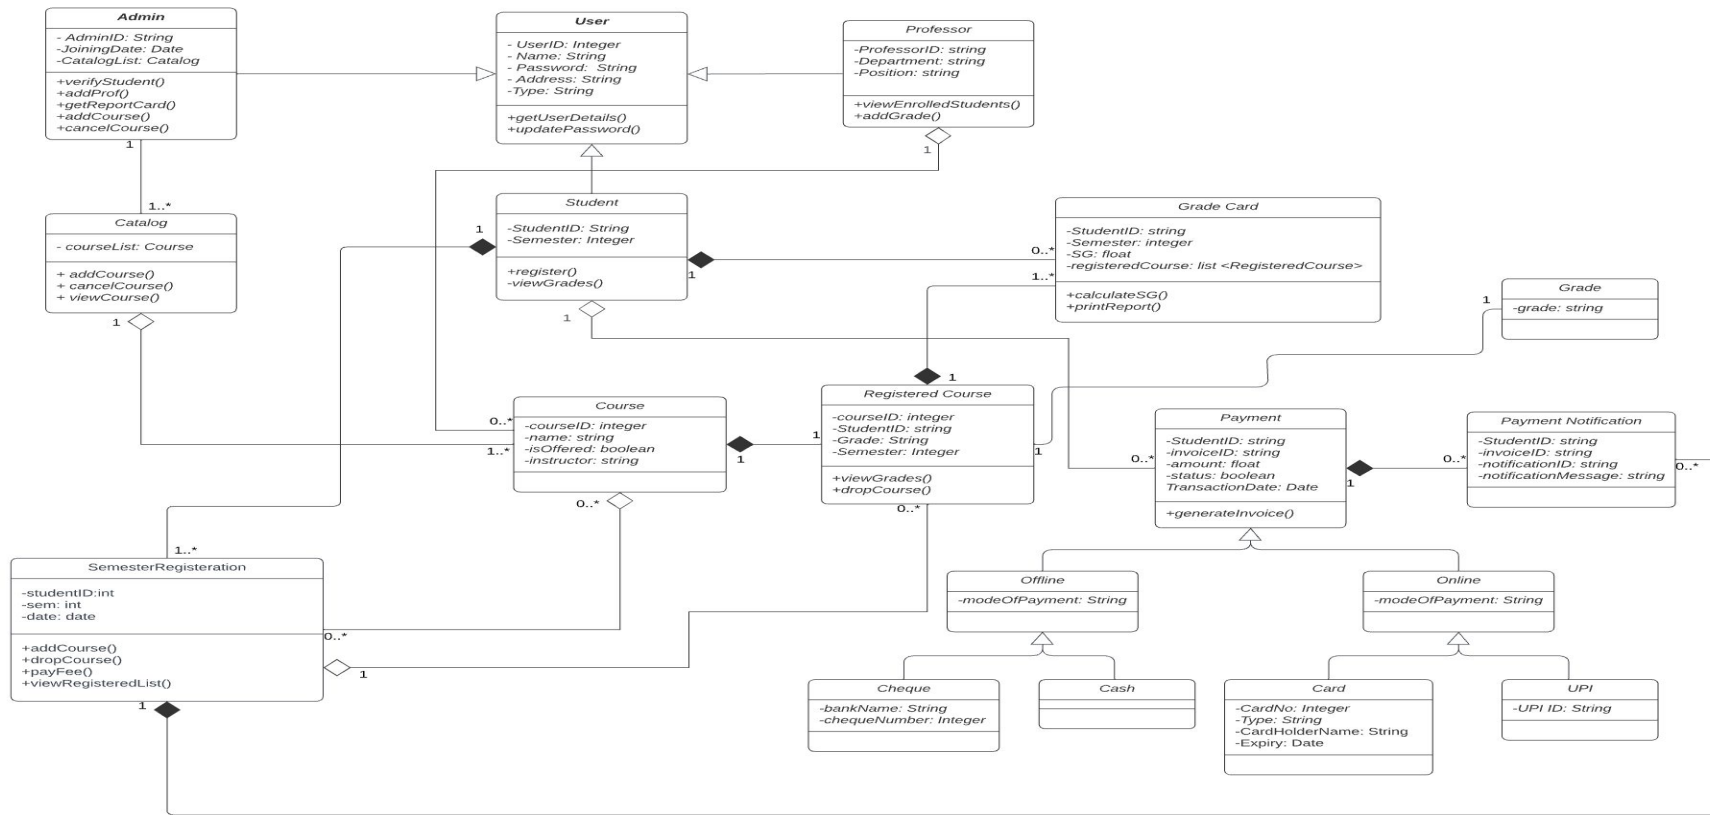 Admin
- AdminID: String
-JoiningDate: Date
-CatalogList: Catalog
+verifyStudent()
+addProf()
+getReportCard()
+addCourse()
+cancelCourse()
1
1..*
User
- UserID: Integer
- Name: String
- Password:  String
- Address: String
-Type: String
+getUserDetails()
+updatePassword()
Professor
-ProfessorID: string
-Department: string
-Position: string
+viewEnrolledStudents()
+addGrade()
1
Catalog
- courseList: Course
+ addCourse()
+ cancelCourse()
+ viewCourse()
1
Student
-StudentID: String
-Semester: Integer
+register()
-viewGrades()
1
1
1
Grade Card
-StudentID: string
-Semester: integer
-SG: float
-registeredCourse: list <RegisteredCourse>
+calculateSG()
+printReport()
0..*
1..*
Grade
-grade: string
1
Course
-courseID: integer
-name: string
-isOffered: boolean
-instructor: string
0..*
1..*
1
0..*
Registered Course
-courseID: integer
-StudentID: string
-Grade: String
-Semester: Integer
+viewGrades()
+dropCourse()
1
1
1
0..*
Payment
-StudentID: string
-invoiceID: string
-amount: float
-status: boolean
TransactionDate: Date
+generateInvoice()
0..*
1
Payment Notification
-StudentID: string
-invoiceID: string
-notificationID: string
-notificationMessage: string
0..*
0..*
SemesterRegisteration
-studentID:int
-sem: int
-date: date
+addCourse()
+dropCourse()
+payFee()
+viewRegisteredList()
1..*
0..*
1
1
Offline
-modeOfPayment: String
Online
-modeOfPayment: String
Cheque
-bankName: String
-chequeNumber: Integer
Cash
Card
-CardNo: Integer
-Type: String
-CardHolderName: String
-Expiry: Date
UPI
-UPI ID: String